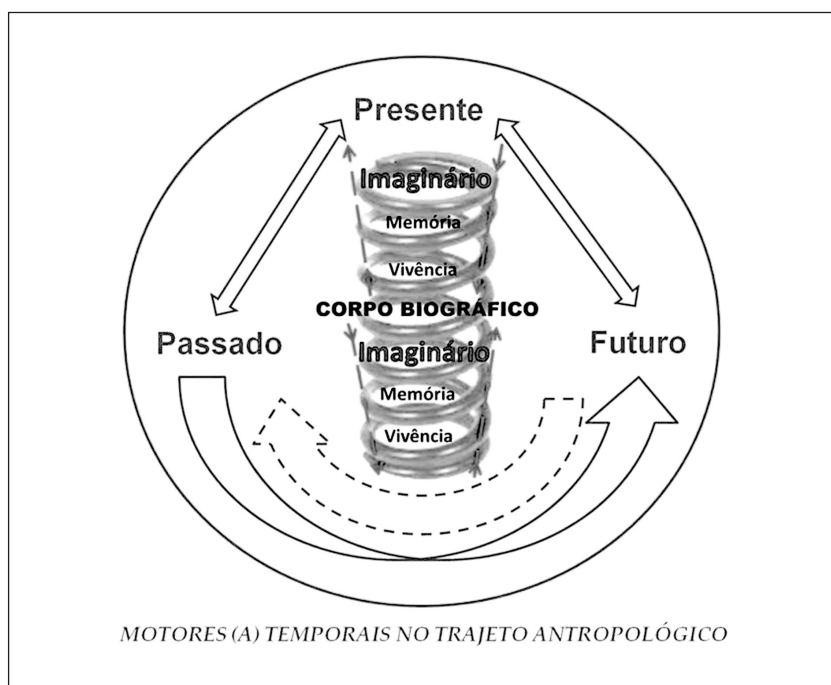 Presente
Imaginário
Memória
Vivência
CORPO BIOGRÁFICO
Passado
Imaginário
Futuro
Memória
Vivência
MOTORES (A) TEMPORAIS NO TRAJETO ANTROPOLÓGICO